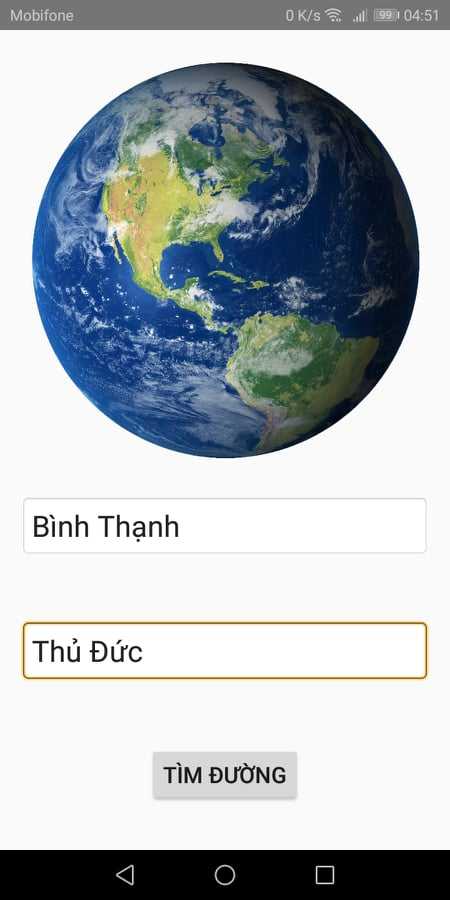 Mobifone 0 K/s 99 04:51
Bình Thạnh
Thủ Đức
TÌM ĐƯỜNG